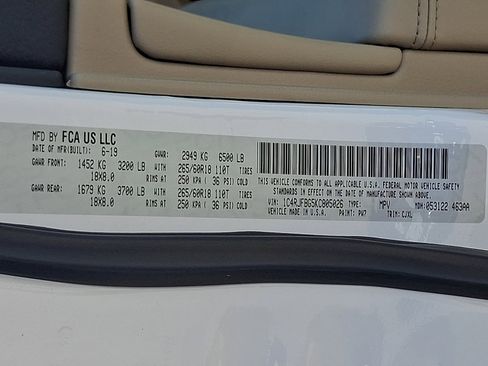 MFD BY FCA US LLC
DATE OF MFR(BUILT): 6-19 GVWR: 2949 KG 6500 LB
GAWR FRONT: 1452 KG 3200 LB WITH 265/60R18 110T TIRES
18X8.0 RIMS AT 250 KPA ( 36 PSI) COLD
GAWR REAR: 1679 KG 3700 LB WITH 265/60R18 110T TIRES
18X8.0 RIMS AT 250 KPA ( 36 PSI) COLD
THIS VEHICLE CONFORMS TO ALL APPLICABLE U.S.A. FEDERAL MOTOR VEHICLE SAFETY
STANDARDS IN EFFECT ON THE DATE OF MANUFACTURE SHOWN ABOVE.
VIN: 1C4RJFBG5KC805026 TYPE: MPV MDH: 053122 463AA
VEHICLE MADE IN U.S.A. PAINT: PW7 TRIM: CJXL